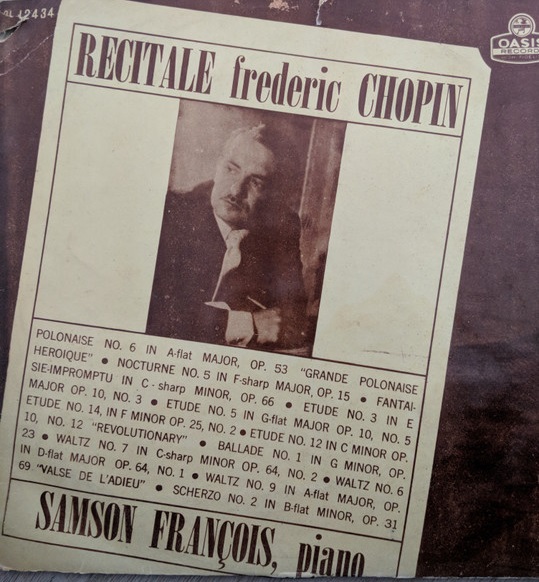 12434
OASIS
RECORDS
RECITALE frederic CHOPIN
POLONAISE NO. 6 IN A-flat MAJOR, OP. 53 "GRANDE POLONAISE
HEROIQUE" ● NOCTURNE NO. 5 IN F-sharp MAJOR, OP. 15 ● FANTAI-
SIE-IMPROMPTU IN C-sharp MINOR, OP. 66 ● ETUDE NO. 3 IN E
MAJOR OP. 10, NO. 3 ● ETUDE NO. 5 IN G-flat MAJOR OP. 10, NO. 5
ETUDE NO. 14, IN F MINOR OP. 25, NO. 2 ● ETUDE NO. 12 IN C MINOR OP.
10, NO. 12 "REVOLUTIONARY" ● BALLADE NO. 1 IN G MINOR, OP.
23 ● WALTZ NO. 7 IN C-sharp MINOR OP. 64, NO. 2 ● WALTZ NO. 6
IN D-flat MAJOR OP. 64, NO. 1 ● WALTZ NO. 9 IN A-flat MAJOR, OP.
69 "VALSE DE L'ADIEU" ● SCHERZO NO. 2 IN B-flat MINOR, OP. 31
SAMSON FRANÇOIS, piano